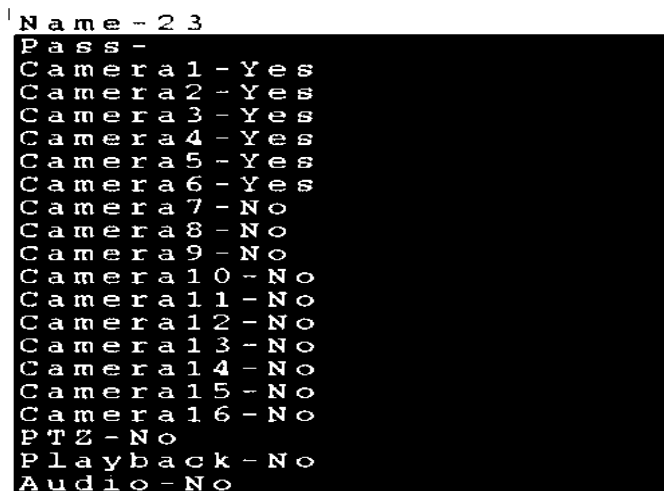 Name-23
Pass-
Camera1-Yes
Camera2-Yes
Camera3-Yes
Camera4-Yes
Camera5-Yes
Camera6-Yes
Camera7-No
Camera8-No
Camera9-No
Camera10-No
Camera11-No
Camera12-No
Camera13-No
Camera14-No
Camera15-No
Camera16-No
PTZ-No
Playback-No
Audio-No